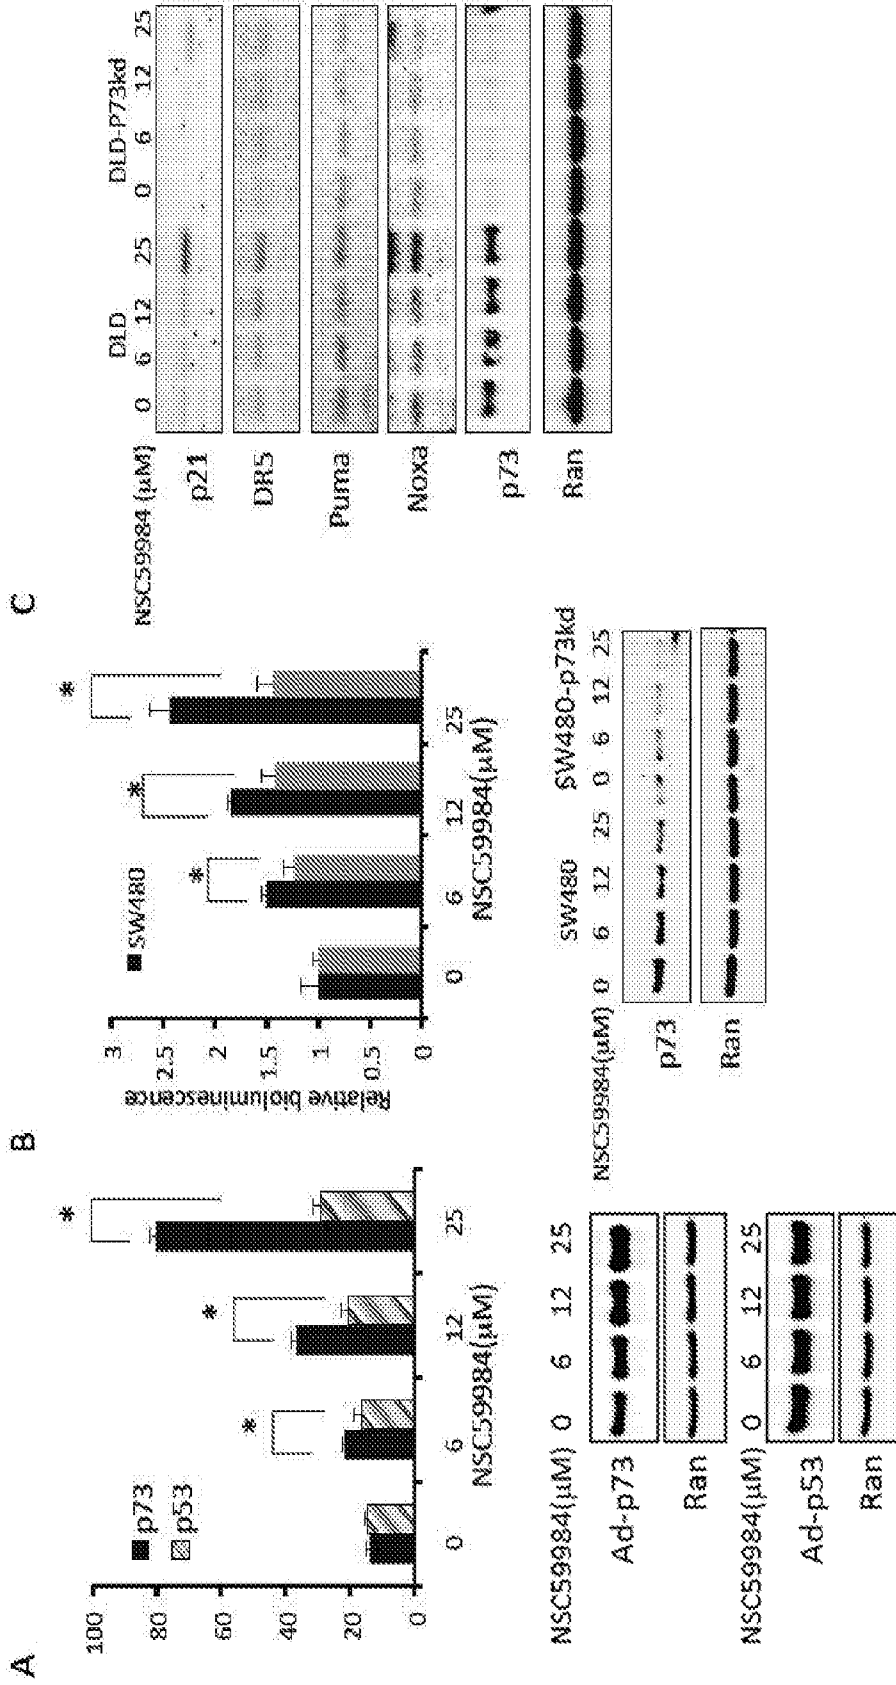 A
100
80
60
40
20
0
p73
p53
*
*
*
0 6 12 25
NSC59984(μM)
NSC59984(μM) 0 6 12 25
Ad-p73
Ran
NSC59984(μM) 0 6 12 25
Ad-p53
Ran
B
Relative bioluminescence
3
2.5
2
1.5
1
0.5
0
SW480
*
*
*
0 6 12 25
NSC59984(μM)
SW480 SW480-p73kd
NSC59984(μM) 0 6 12 25 0 6 12 25
p73
Ran
C
DLD DLD-P73kd
NSC59984 (μM) 0 6 12 25 0 6 12 25
p21
DR5
Puma
Noxa
p73
Ran